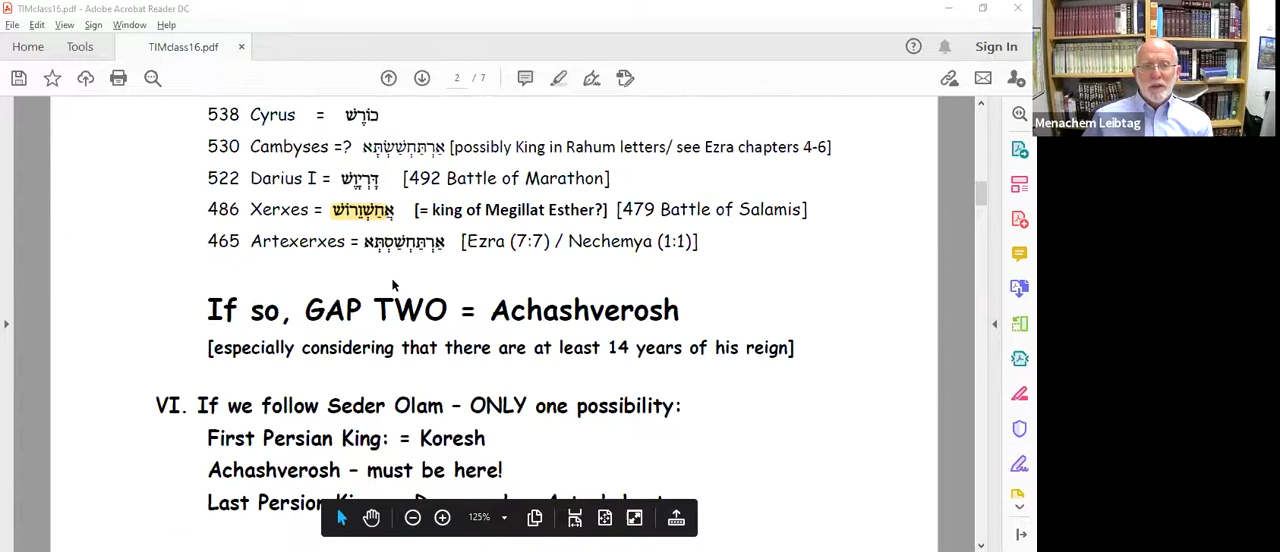 TIMclass16.pdf - Adobe Acrobat Reader DC
File Edit View Sign Window Help
Home Tools TIMclass16.pdf × Sign In
2 / 7
538 Cyrus = כּוֹרֶשׁ
530 Cambyses =? אַרְתַּחְשַׁשְׂתָּא [possibly King in Rahum letters/ see Ezra chapters 4-6]
522 Darius I = דָּרְיָוֶשׁ [492 Battle of Marathon]
486 Xerxes = אֲחַשְׁוֵרוֹשׁ [= king of Megillat Esther?] [479 Battle of Salamis]
465 Artexerxes = אַרְתַּחְשַׁסְתְּא [Ezra (7:7) / Nechemya (1:1)]
If so, GAP TWO = Achashverosh
[especially considering that there are at least 14 years of his reign]
VI. If we follow Seder Olam – ONLY one possibility:
First Persian King: = Koresh
Achashverosh – must be here!
Last Persion
125%
Menachem Leibtag